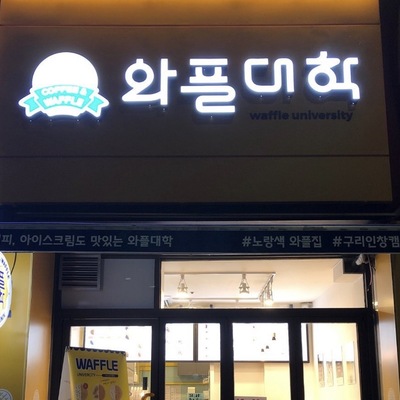 COFFEE &
WAFFLE
와플대학
waffle university
피, 아이스크림도 맛있는 와플대학
#노랑색 와플집 #구리인창캠
WAFFLE